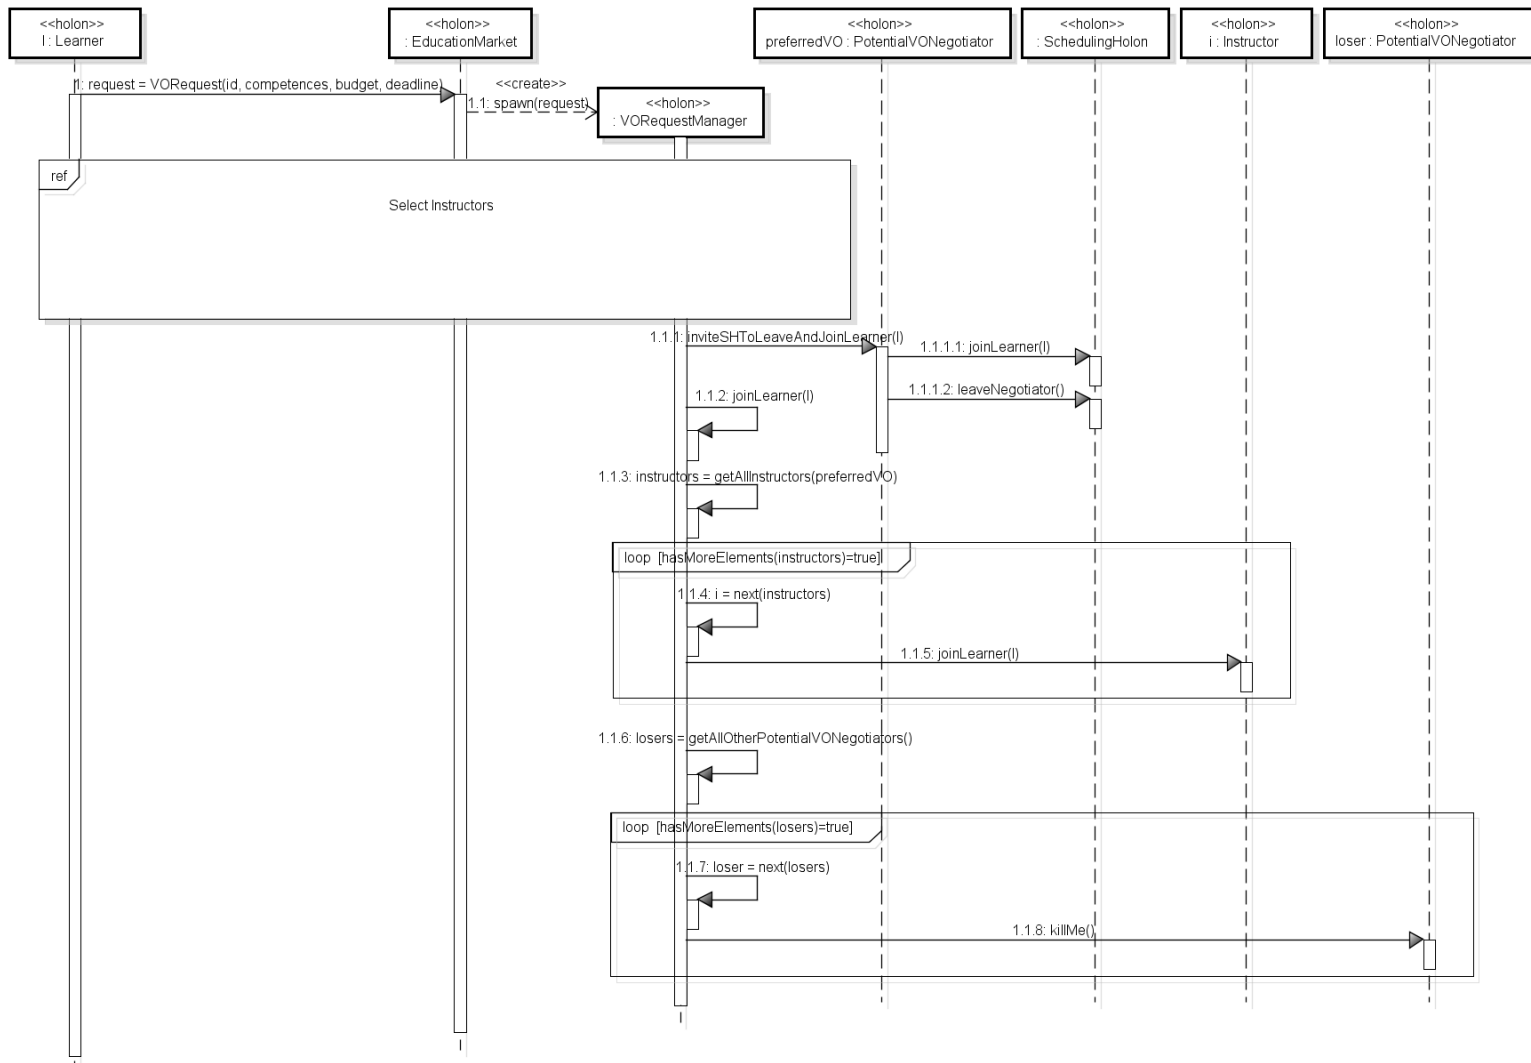 <<holon>>
l : Learner
<<holon>>
: EducationMarket
<<holon>>
preferredVO : PotentialVONegotiator
<<holon>>
: SchedulingHolon
<<holon>>
i : Instructor
<<holon>>
loser : PotentialVONegotiator
1: request = VORequest(id, competences, budget, deadline)
<<create>>
1.1: spawn(request)
<<holon>>
: VORequestManager
ref
Select Instructors
1.1.1: inviteSHToLeaveAndJoinLearner(l)
1.1.1.1: joinLearner(l)
1.1.1.2: leaveNegotiator()
1.1.2: joinLearner(l)
1.1.3: instructors = getAllInstructors(preferredVO)
loop [hasMoreElements(instructors)=true]
1.1.4: i = next(instructors)
1.1.5: joinLearner(l)
1.1.6: losers = getAllOtherPotentialVONegotiators()
loop [hasMoreElements(losers)=true]
1.1.7: loser = next(losers)
1.1.8: killMe()